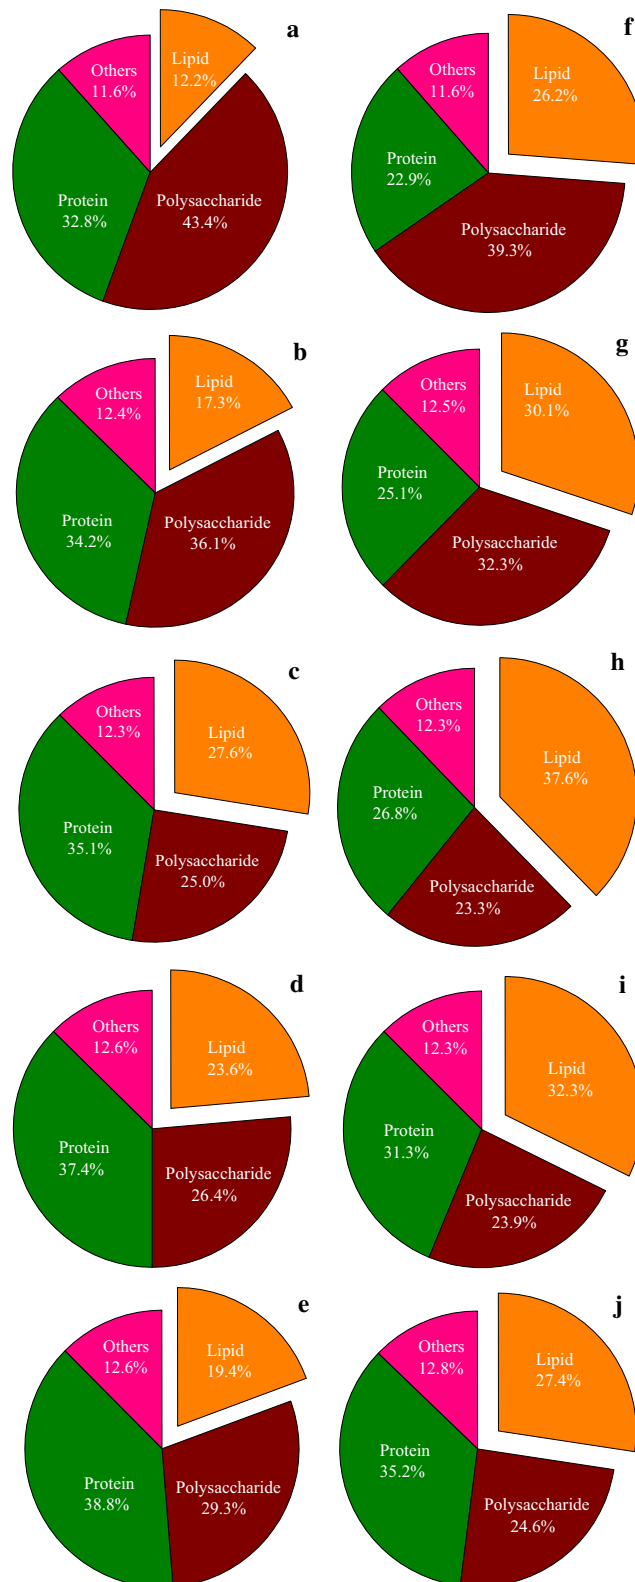 a
Lipid
12.2%
Others
11.6%
Protein
32.8%
Polysaccharide
43.4%
f
Lipid
26.2%
Others
11.6%
Protein
22.9%
Polysaccharide
39.3%
b
Lipid
17.3%
Others
12.4%
Protein
34.2%
Polysaccharide
36.1%
g
Lipid
30.1%
Others
12.5%
Protein
25.1%
Polysaccharide
32.3%
c
Lipid
27.6%
Others
12.3%
Protein
35.1%
Polysaccharide
25.0%
h
Lipid
37.6%
Others
12.3%
Protein
26.8%
Polysaccharide
23.3%
d
Lipid
23.6%
Others
12.6%
Protein
37.4%
Polysaccharide
26.4%
i
Lipid
32.3%
Others
12.3%
Protein
31.3%
Polysaccharide
23.9%
e
Lipid
19.4%
Others
12.6%
Protein
38.8%
Polysaccharide
29.3%
j
Lipid
27.4%
Others
12.8%
Protein
35.2%
Polysaccharide
24.6%